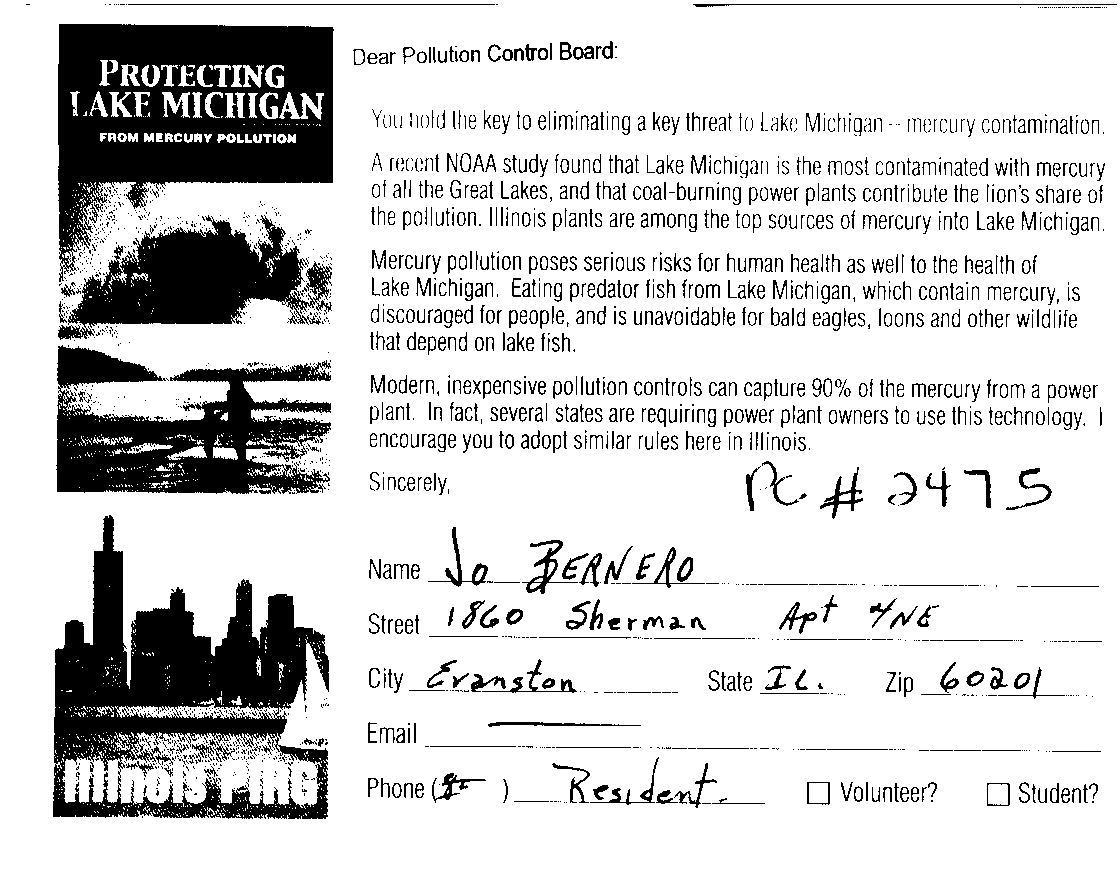 PROTECTING
LAKE MICHIGAN
FROM MERCURY POLLUTION
Illinois PIRG
Dear Pollution Control Board:
You hold the key to eliminating a key threat to Lake Michigan -- mercury contamination.
A recent NOAA study found that Lake Michigan is the most contaminated with mercury
of all the Great Lakes, and that coal-burning power plants contribute the lion's share of
the pollution. Illinois plants are among the top sources of mercury into Lake Michigan.
Mercury pollution poses serious risks for human health as well to the health of
Lake Michigan. Eating predator fish from Lake Michigan, which contain mercury, is
discouraged for people, and is unavoidable for bald eagles, loons and other wildlife
that depend on lake fish.
Modern, inexpensive pollution controls can capture 90% of the mercury from a power
plant. In fact, several states are requiring power plant owners to use this technology. I
encourage you to adopt similar rules here in Illinois.
Sincerely,
PC # 2475
Name Jo BERNERO
Street 1860 Sherman Apt 4NE
City Evanston State IL. Zip 60201
Email
Phone ( ) Resident. Volunteer? Student?